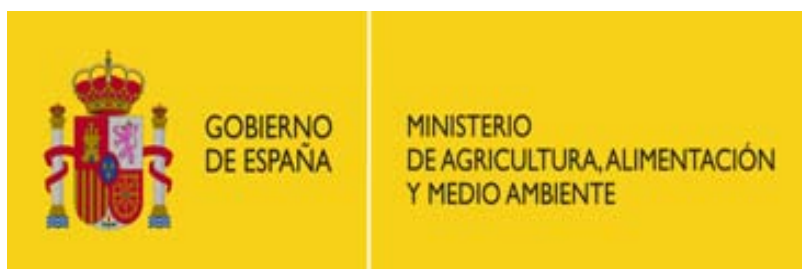 GOBIERNO
DE ESPAÑA
MINISTERIO
DE AGRICULTURA, ALIMENTACIÓN
Y MEDIO AMBIENTE